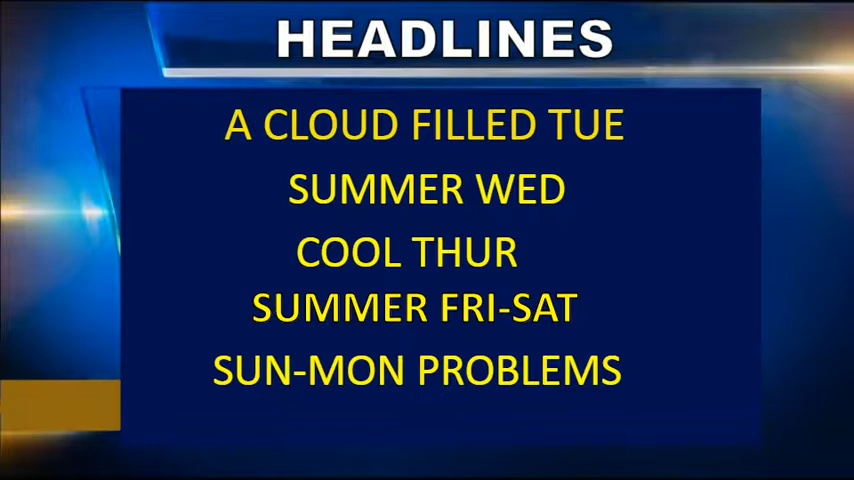 HEADLINES
A CLOUD FILLED TUE
SUMMER WED
COOL THUR
SUMMER FRI-SAT
SUN-MON PROBLEMS